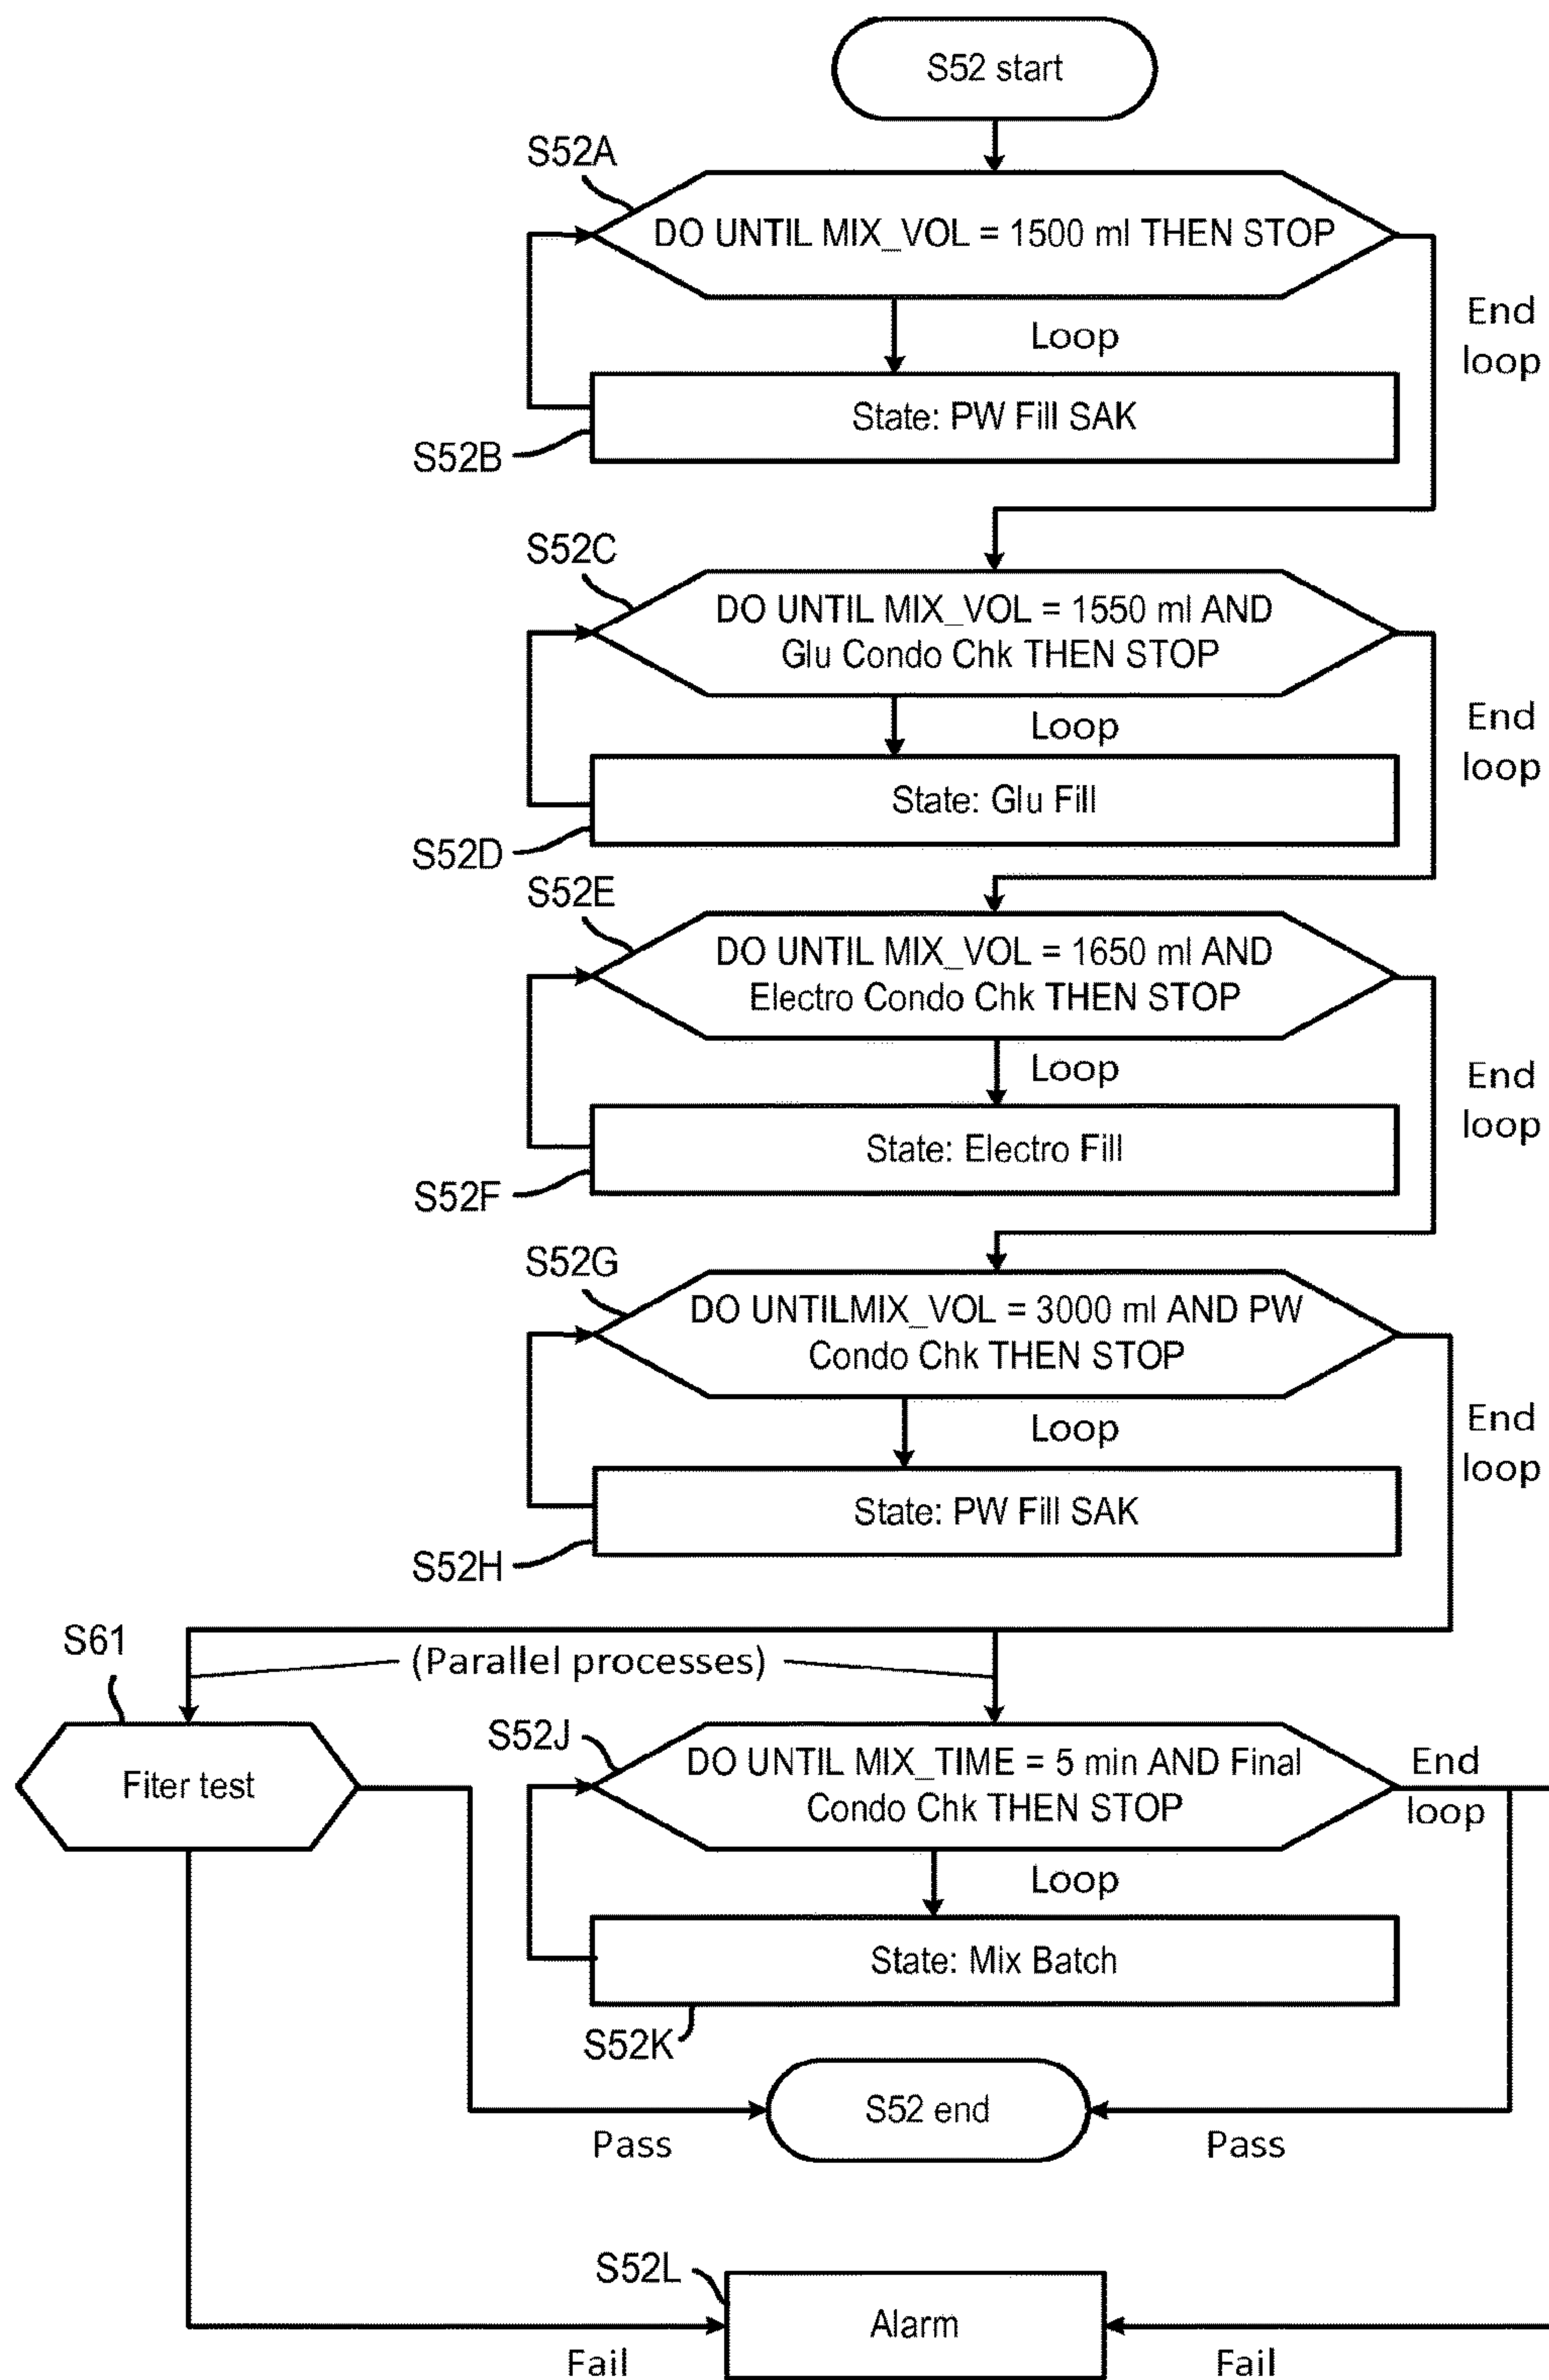 S52 start
S52A
DO UNTIL MIX_VOL = 1500 ml THEN STOP
End
loop
Loop
State: PW Fill SAK
S52B
S52C
DO UNTIL MIX_VOL = 1550 ml AND
Glu Condo Chk THEN STOP
End
loop
Loop
State: Glu Fill
S52D
S52E
DO UNTIL MIX_VOL = 1650 ml AND
Electro Condo Chk THEN STOP
End
loop
Loop
State: Electro Fill
S52F
S52G
DO UNTILMIX_VOL = 3000 ml AND PW
Condo Chk THEN STOP
End
loop
Loop
State: PW Fill SAK
S52H
S61
(Parallel processes)
Fiter test
S52J
DO UNTIL MIX_TIME = 5 min AND Final
Condo Chk THEN STOP
End
loop
Loop
State: Mix Batch
S52K
S52 end
Pass
Pass
S52L
Alarm
Fail
Fail